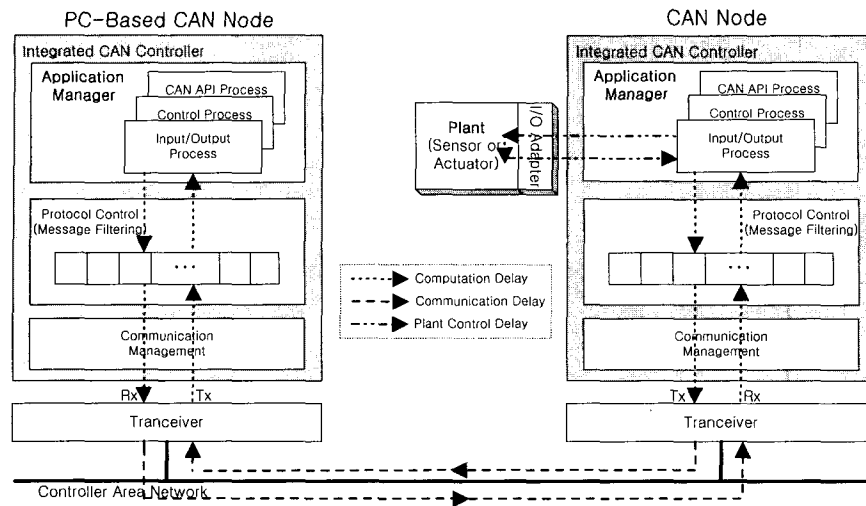 PC-Based CAN Node
Integrated CAN Controller
Application
Manager
CAN API Process
Control Process
Input/Output
Process
Protocol Control
(Message Filtering)
...
Communication
Management
Rx
Tx
Tranceiver
Controller Area Network
Plant
(Sensor or
Actuator)
I/O Adapter
Computation Delay
Communication Delay
Plant Control Delay
CAN Node
Integrated CAN Controller
Application
Manager
CAN API Process
Control Process
Input/Output
Process
Protocol Control
(Message Filtering)
...
Communication
Management
Tx
Rx
Tranceiver